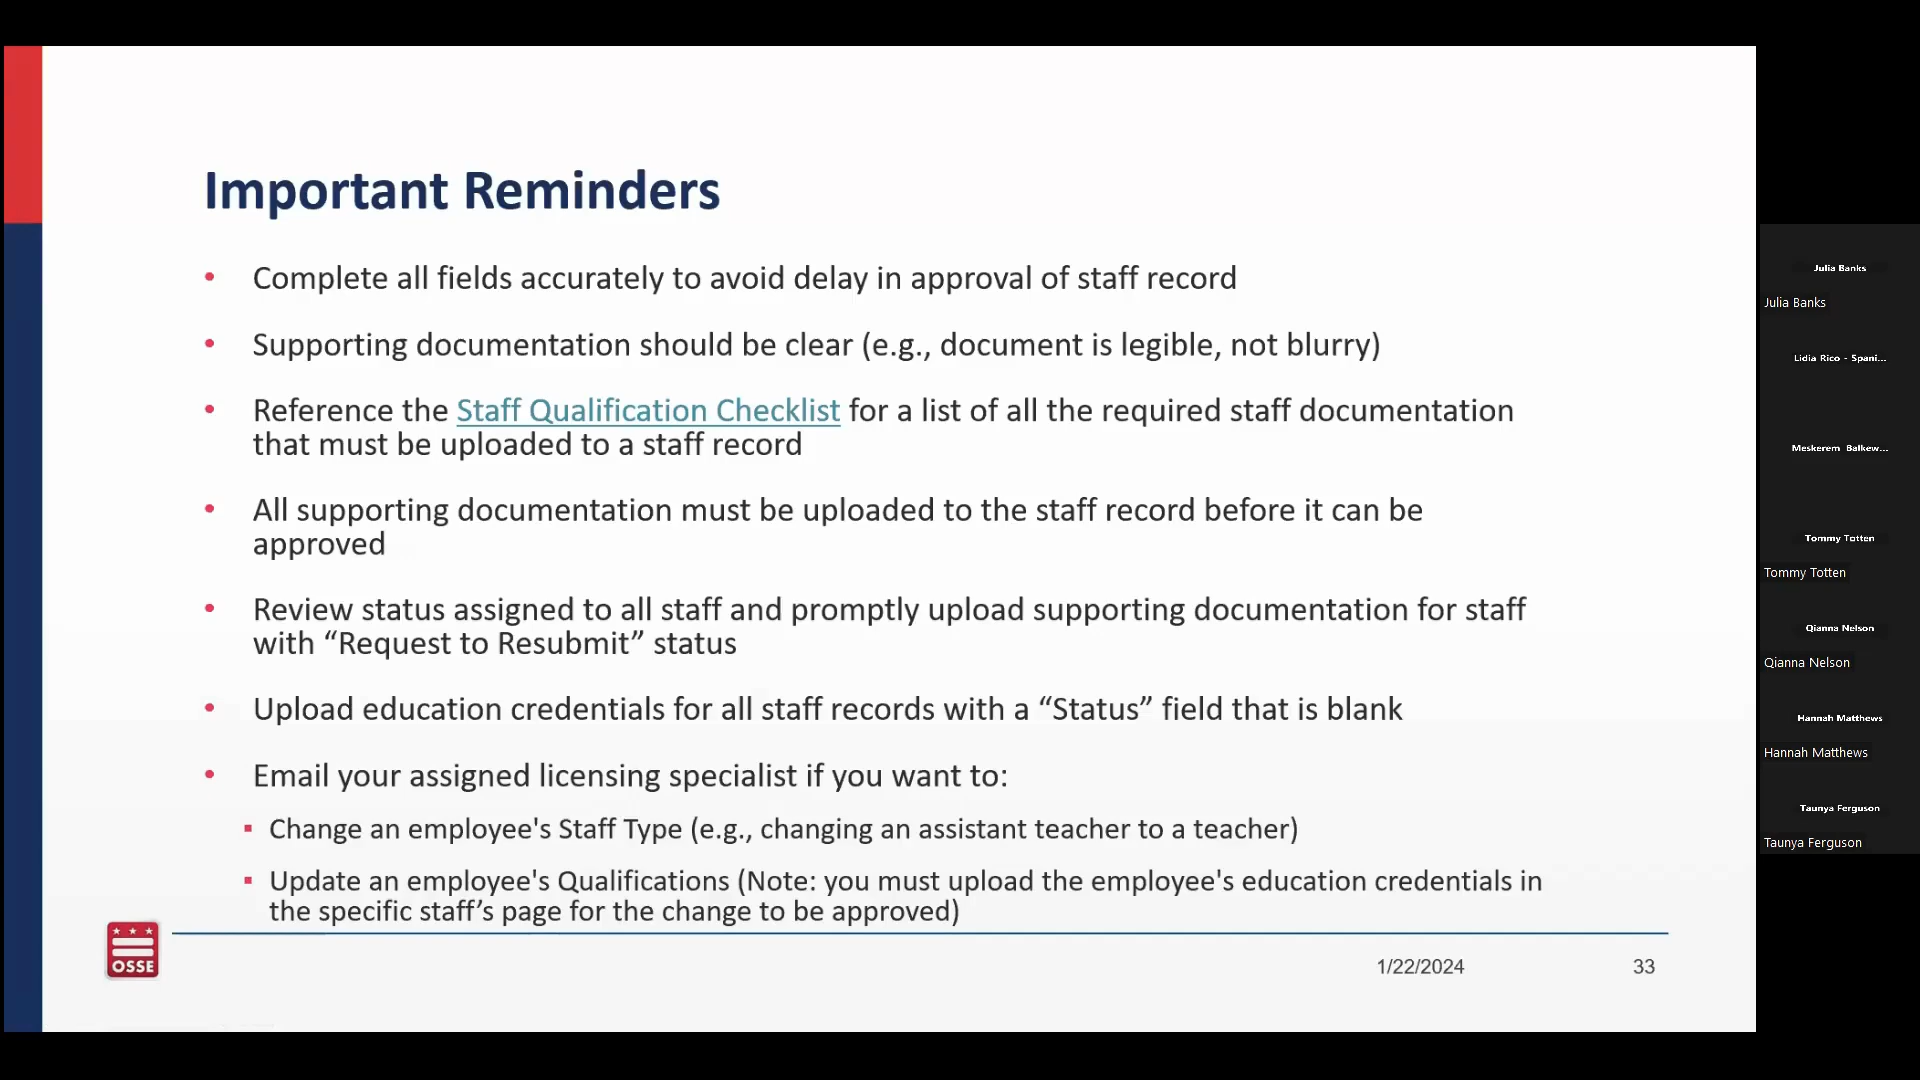 Important Reminders
• Complete all fields accurately to avoid delay in approval of staff record
• Supporting documentation should be clear (e.g., document is legible, not blurry)
• Reference the Staff Qualification Checklist for a list of all the required staff documentation
that must be uploaded to a staff record
• All supporting documentation must be uploaded to the staff record before it can be
approved
• Review status assigned to all staff and promptly upload supporting documentation for staff
with “Request to Resubmit” status
• Upload education credentials for all staff records with a “Status” field that is blank
• Email your assigned licensing specialist if you want to:
▪ Change an employee's Staff Type (e.g., changing an assistant teacher to a teacher)
▪ Update an employee's Qualifications (Note: you must upload the employee's education credentials in
the specific staff’s page for the change to be approved)
OSSE
1/22/2024
33
Julia Banks
Julia Banks
Lidia Rico - Spani...
Meskerem Balkew...
Tommy Totten
Tommy Totten
Qianna Nelson
Qianna Nelson
Hannah Matthews
Hannah Matthews
Taunya Ferguson
Taunya Ferguson